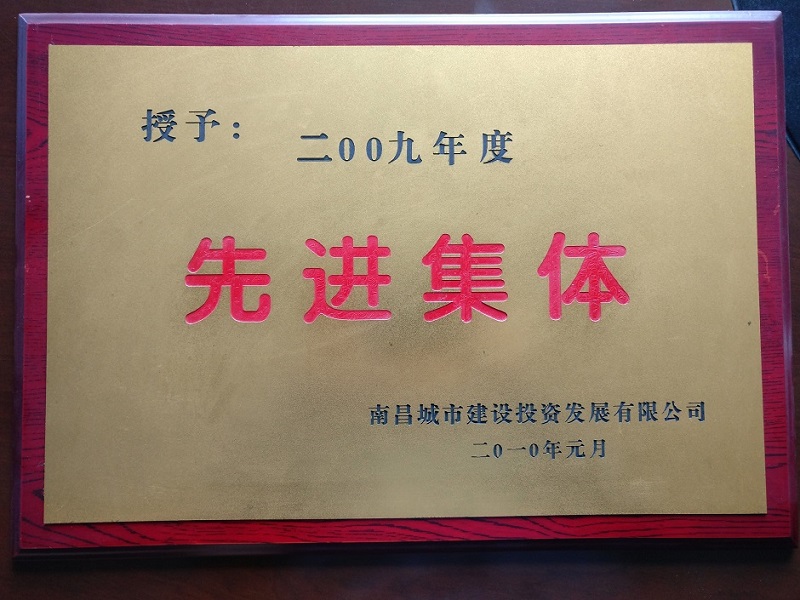 授予：
二00九年度
先进集体
南昌城市建设投资发展有限公司
二0一0年元月